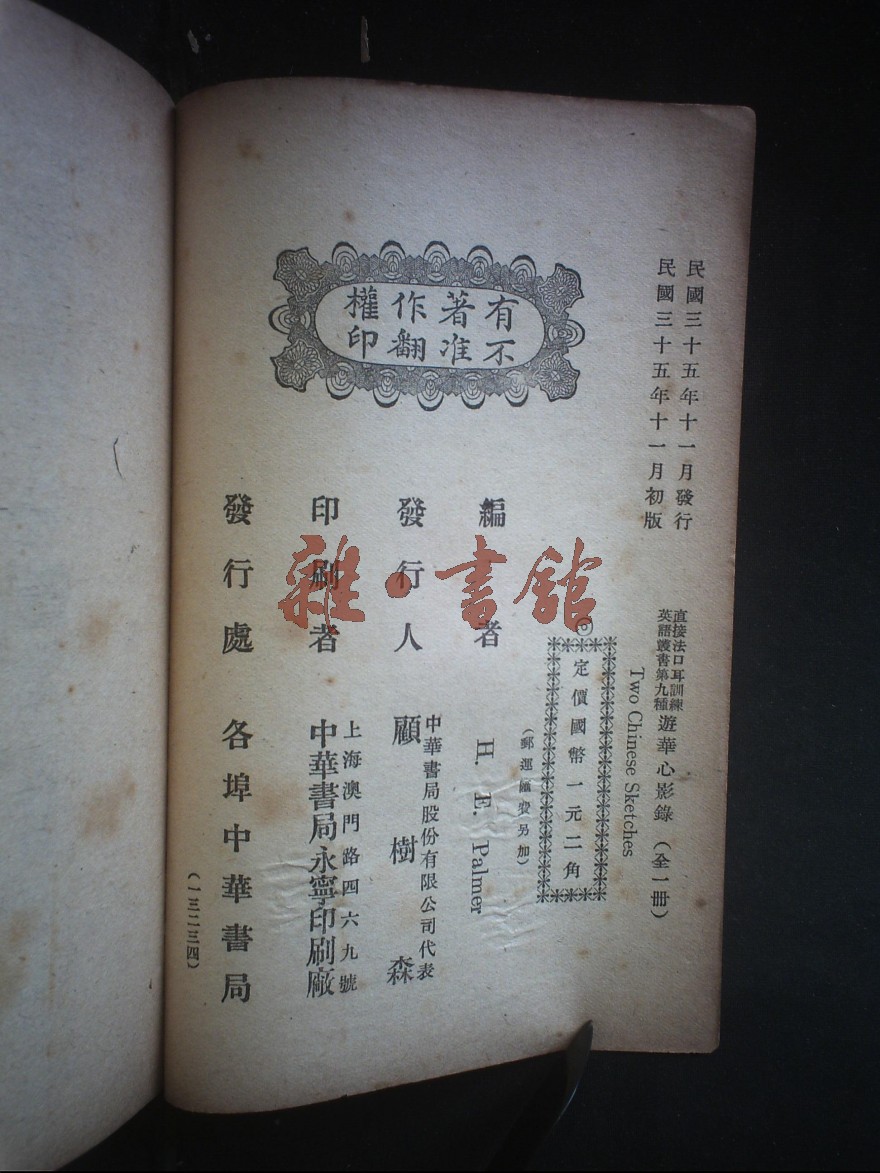 民國三十五年十一月發行
民國三十五年十一月初版
直接法口耳訓練
英語叢書第九種
遊華心影錄（全一冊）
Two Chinese Sketches
定價國幣一元二角
（郵運匯費另加）
編者 H. E. Palmer
中華書局股份有限公司代表
發行人 顧樹森
上海澳門路四六九號
印刷者 中華書局永寧印刷廠
發行處 各埠中華書局
（一三二三四）
有著作權
不准翻印
雜·書館